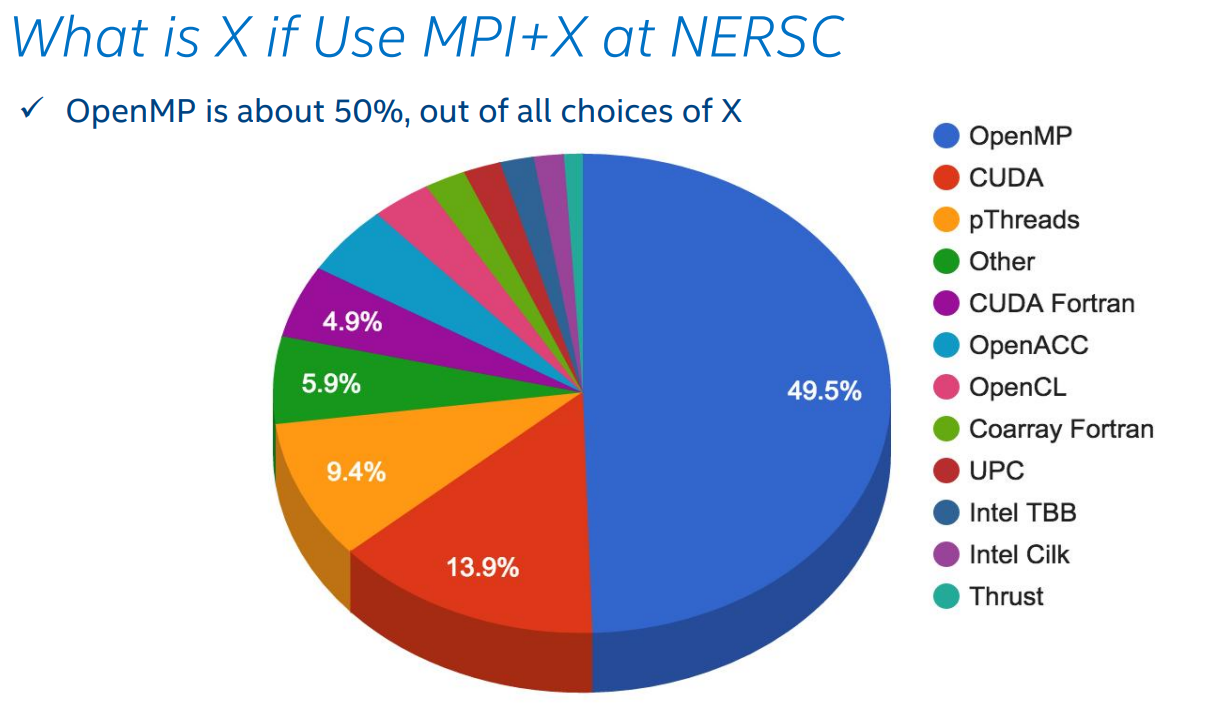 What is X if Use MPI+X at NERSC
✓ OpenMP is about 50%, out of all choices of X
OpenMP
CUDA
pThreads
Other
CUDA Fortran
OpenACC
OpenCL
Coarray Fortran
UPC
Intel TBB
Intel Cilk
Thrust
4.9%
5.9%
49.5%
9.4%
13.9%